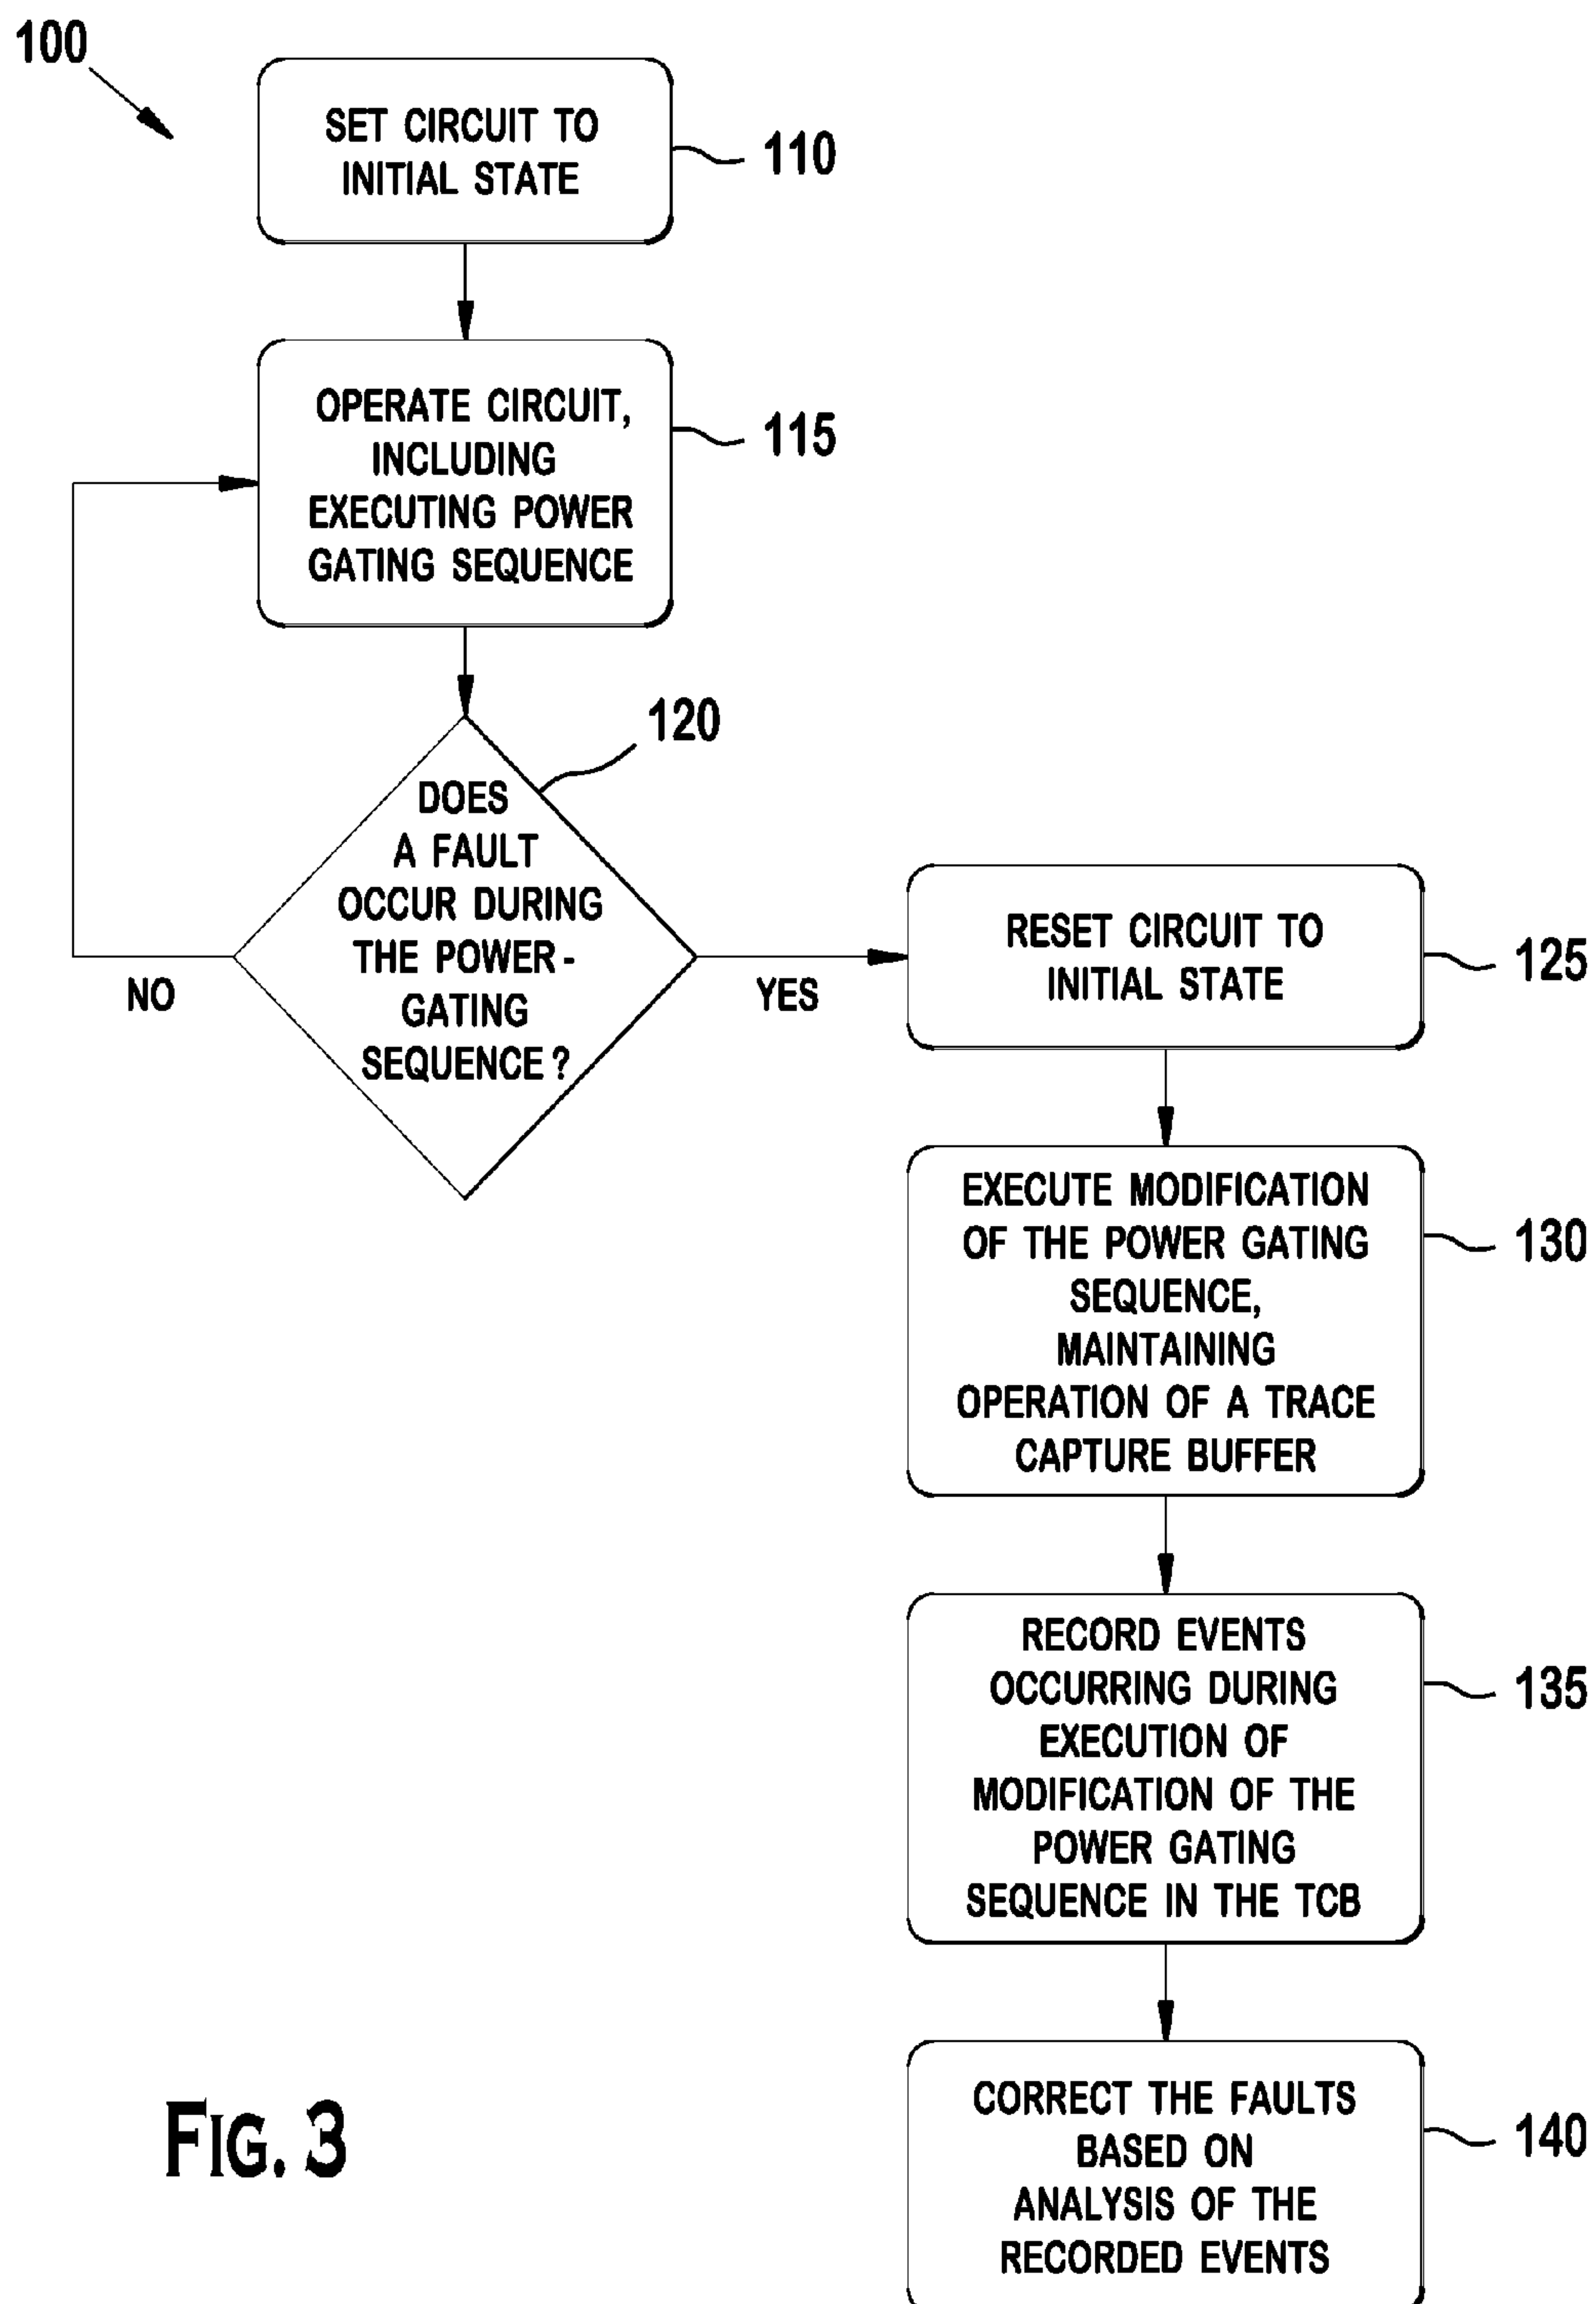 100
SET CIRCUIT TO
INITIAL STATE
110
OPERATE CIRCUIT,
INCLUDING
EXECUTING POWER
GATING SEQUENCE
115
120
DOES
A FAULT
OCCUR DURING
THE POWER-
GATING
SEQUENCE?
NO
YES
RESET CIRCUIT TO
INITIAL STATE
125
EXECUTE MODIFICATION
OF THE POWER GATING
SEQUENCE,
MAINTAINING
OPERATION OF A TRACE
CAPTURE BUFFER
130
RECORD EVENTS
OCCURRING DURING
EXECUTION OF
MODIFICATION OF THE
POWER GATING
SEQUENCE IN THE TCB
135
CORRECT THE FAULTS
BASED ON
ANALYSIS OF THE
RECORDED EVENTS
140
FIG. 3